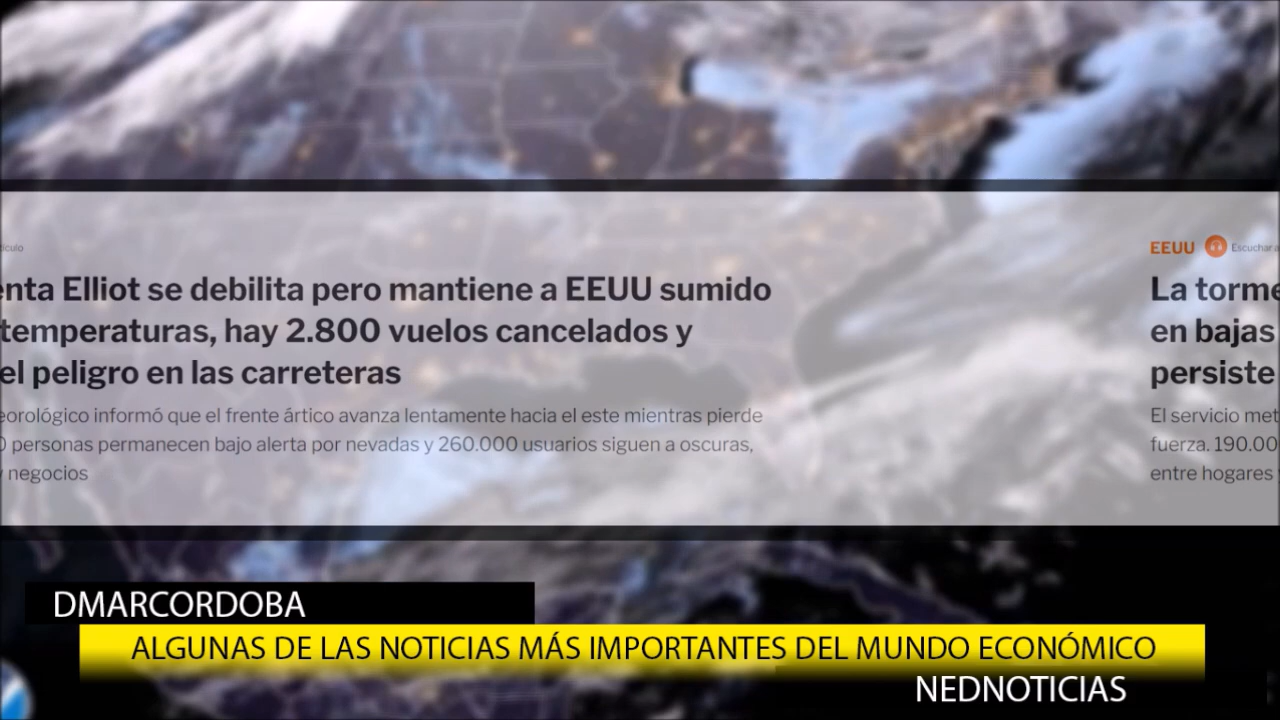 ículo
enta Elliot se debilita pero mantiene a EEUU sumido
temperaturas, hay 2.800 vuelos cancelados y
el peligro en las carreteras
eorológico informó que el frente ártico avanza lentamente hacia el este mientras pierde
0 personas permanecen bajo alerta por nevadas y 260.000 usuarios siguen a oscuras,
y negocios
EEUU Escuchar a
La torme
en bajas
persiste
El servicio met
fuerza. 190.00
entre hogares y
DMARCORDOBA
ALGUNAS DE LAS NOTICIAS MÁS IMPORTANTES DEL MUNDO ECONÓMICO
NEDNOTICIAS